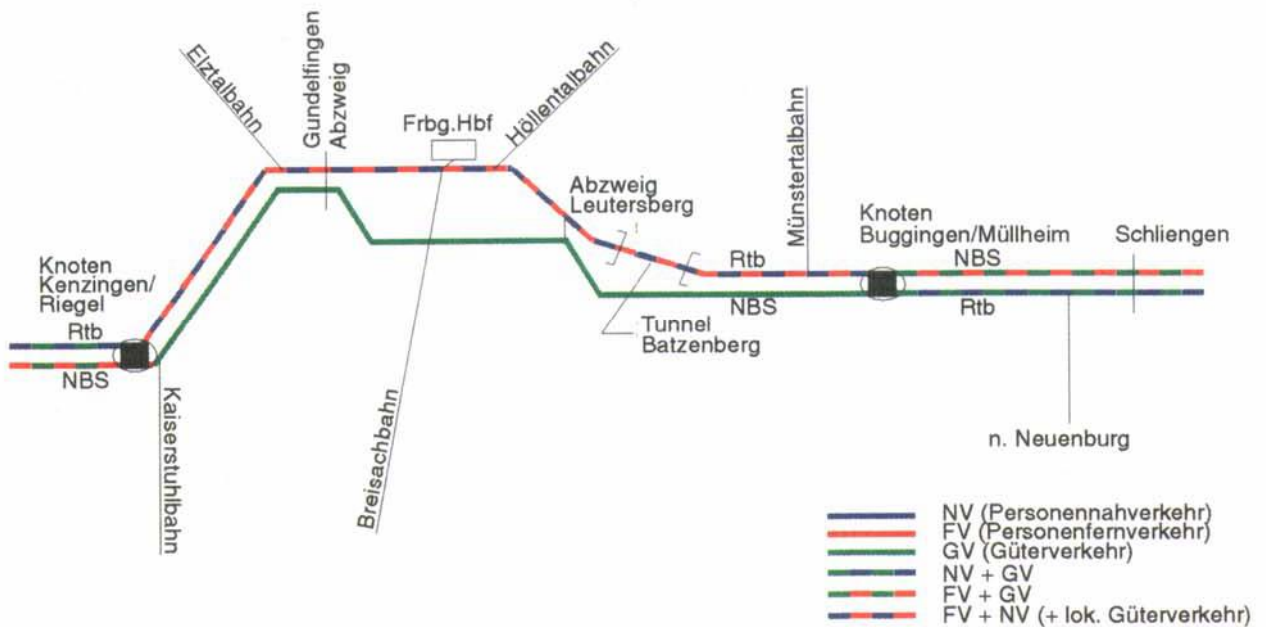 Elztalbahn
Gundelfingen
Abzweig
Frbg.Hbf
Höllentalbahn
Abzweig
Leutersberg
Münstertalbahn
Knoten
Buggingen/Müllheim
Schliengen
Knoten
Kenzingen/
Riegel
Rtb
NBS
Rtb
NBS
NBS
Rtb
Tunnel
Batzenberg
Kaiserstuhlbahn
Breisachbahn
n. Neuenburg
NV (Personennahverkehr)
FV (Personenfernverkehr)
GV (Güterverkehr)
NV + GV
FV + GV
FV + NV (+ lok. Güterverkehr)